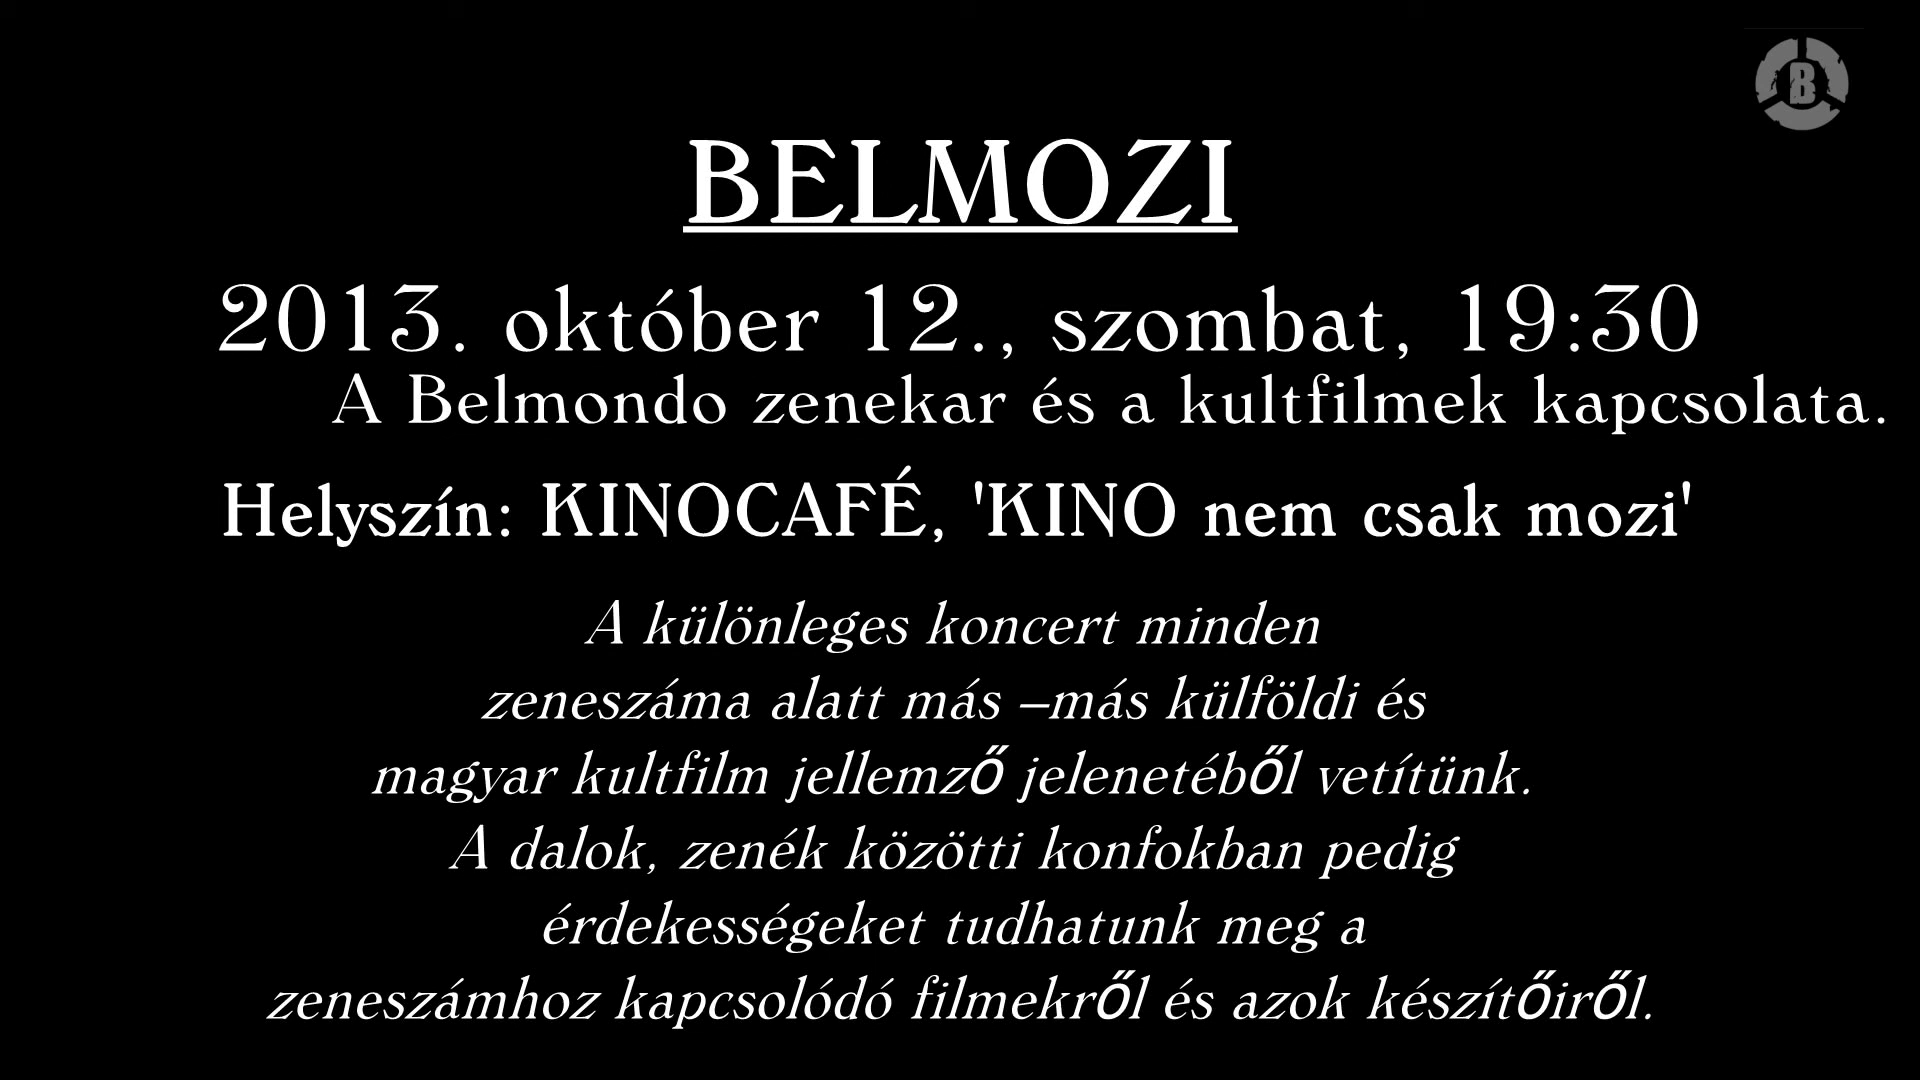 B
BELMOZI
2013. október 12., szombat, 19:30
A Belmondo zenekar és a kultfilmek kapcsolata.
Helyszín: KINOCAFÉ, 'KINO nem csak mozi'
A különleges koncert minden
zeneszáma alatt más –más külföldi és
magyar kultfilm jellemző jelenetéből vetítünk.
A dalok, zenék közötti konfokban pedig
érdekességeket tudhatunk meg a
zeneszámhoz kapcsolódó filmekről és azok készítőiről.